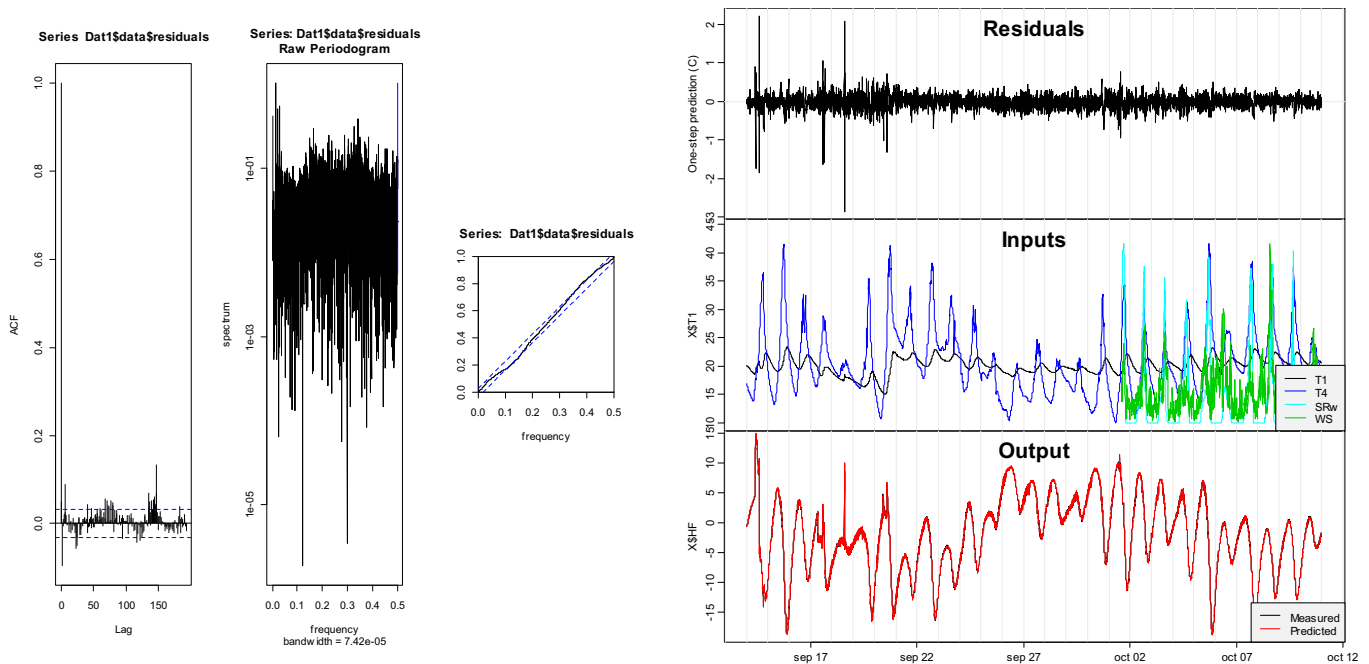 Series  Dat1$data$residuals
ACF
1.0
0.8
0.6
0.4
0.2
0.0
0
50
100
150
Lag
Series: Dat1$data$residuals
Raw Periodogram
spectrum
1e-01
1e-03
1e-05
0.0
0.1
0.2
0.3
0.4
0.5
frequency
bandwidth = 7.42e-05
Series:  Dat1$data$residuals
1.0
0.8
0.6
0.4
0.2
0.0
0.0
0.1
0.2
0.3
0.4
0.5
frequency
Residuals
One-step prediction (C)
2
1
0
-1
-2
Inputs
X$T1
40
35
30
25
20
15
T1
T4
SRw
WS
Output
X$HF
10
5
0
-5
-10
-15
Measured
Predicted
sep 17
sep 22
sep 27
oct 02
oct 07
oct 12